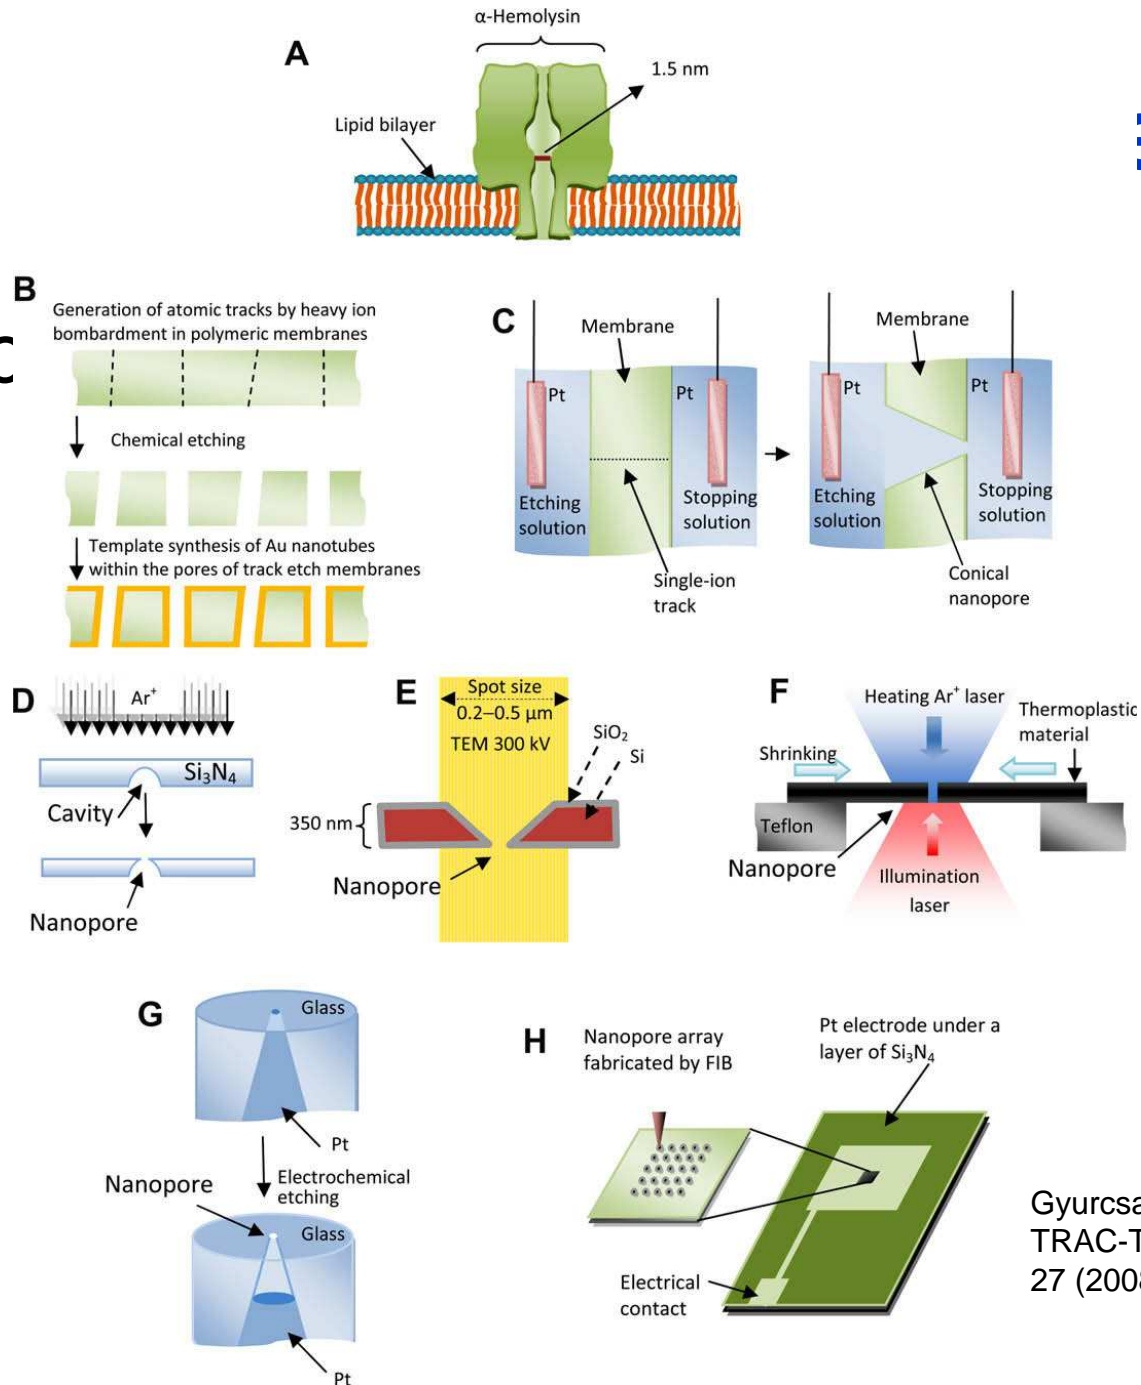 α-Hemolysin
A
1.5 nm
Lipid bilayer
B
Generation of atomic tracks by heavy ion
bombardment in polymeric membranes
Chemical etching
Template synthesis of Au nanotubes
within the pores of track etch membranes
C
Membrane
Pt
Pt
Etching
solution
Stopping
solution
Single-ion
track
Membrane
Pt
Pt
Etching
solution
Stopping
solution
Conical
nanopore
D
Ar⁺
Si₃N₄
Cavity
Nanopore
E
Spot size
0.2–0.5 µm
TEM 300 kV
SiO₂
Si
350 nm
Nanopore
F
Heating Ar⁺ laser
Thermoplastic
material
Shrinking
Teflon
Nanopore
Illumination
laser
G
Glass
Pt
Electrochemical
etching
Nanopore
Glass
Pt
H
Nanopore array
fabricated by FIB
Pt electrode under a
layer of Si₃N₄
Electrical
contact
27 (2008